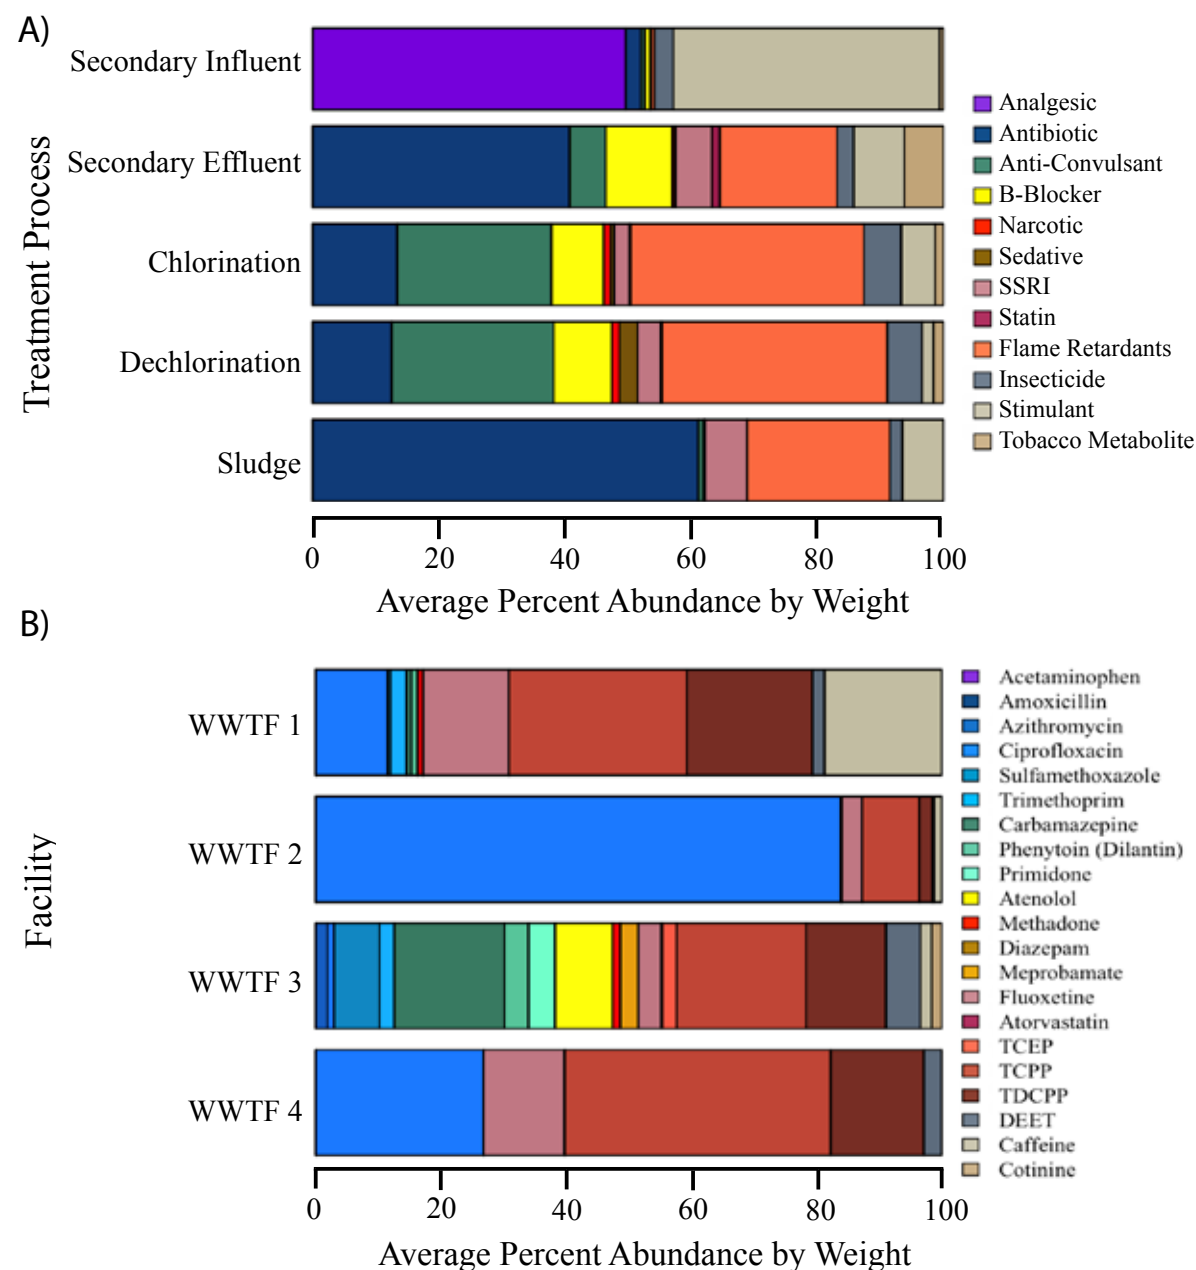 A)
Treatment Process
Secondary Influent
Secondary Effluent
Chlorination
Dechlorination
Sludge
0 20 40 60 80 100
Average Percent Abundance by Weight
Analgesic
Antibiotic
Anti-Convulsant
B-Blocker
Narcotic
Sedative
SSRI
Statin
Flame Retardants
Insecticide
Stimulant
Tobacco Metabolite
B)
Facility
WWTF 1
WWTF 2
WWTF 3
WWTF 4
0 20 40 60 80 100
Average Percent Abundance by Weight
Acetaminophen
Amoxicillin
Azithromycin
Ciprofloxacin
Sulfamethoxazole
Trimethoprim
Carbamazepine
Phenytoin (Dilantin)
Primidone
Atenolol
Methadone
Diazepam
Meprobamate
Fluoxetine
Atorvastatin
TCEP
TCPP
TDCPP
DEET
Caffeine
Cotinine